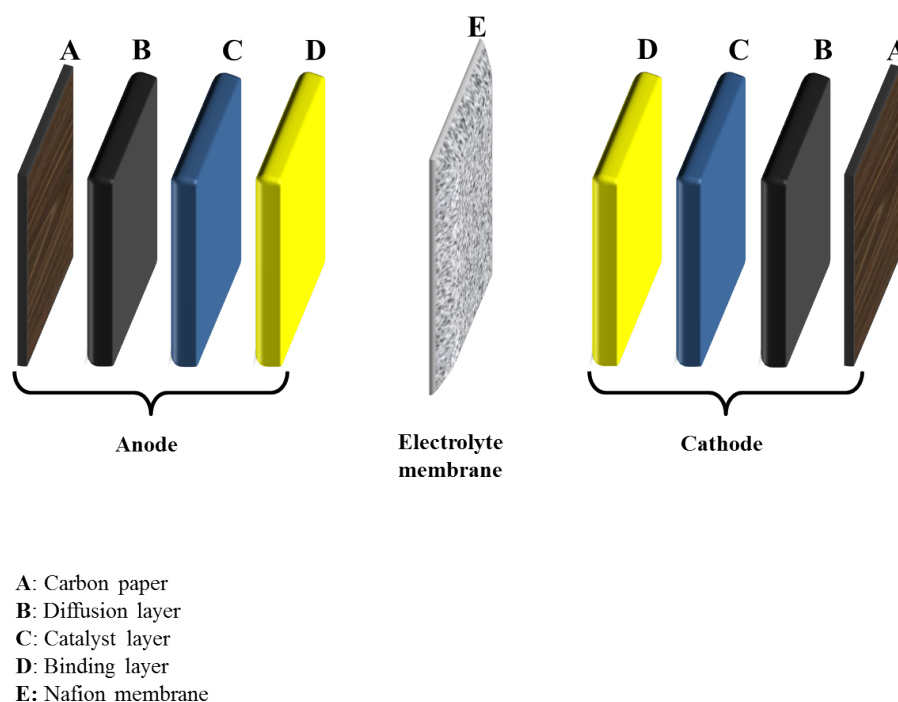 E
A B C D D C B A
Anode
Electrolyte
membrane
Cathode
A: Carbon paper
B: Diffusion layer
C: Catalyst layer
D: Binding layer
E: Nafion membrane